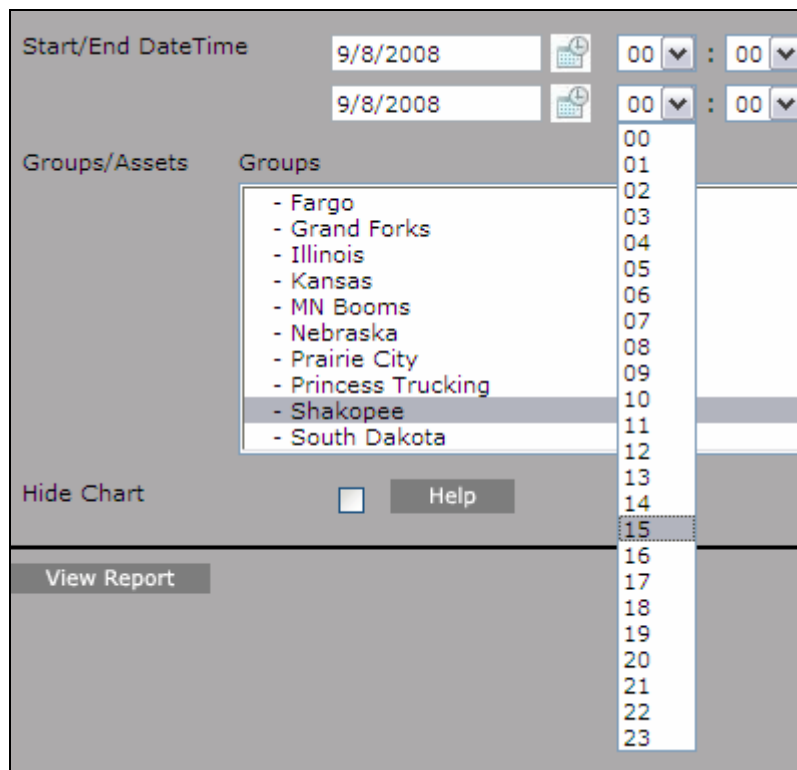 Start/End DateTime 9/8/2008 00 : 00
9/8/2008 00 : 00
Groups/Assets Groups
- Fargo
- Grand Forks
- Illinois
- Kansas
- MN Booms
- Nebraska
- Prairie City
- Princess Trucking
- Shakopee
- South Dakota
00
01
02
03
04
05
06
07
08
09
10
11
12
13
14
15
16
17
18
19
20
21
22
23
Hide Chart Help
View Report